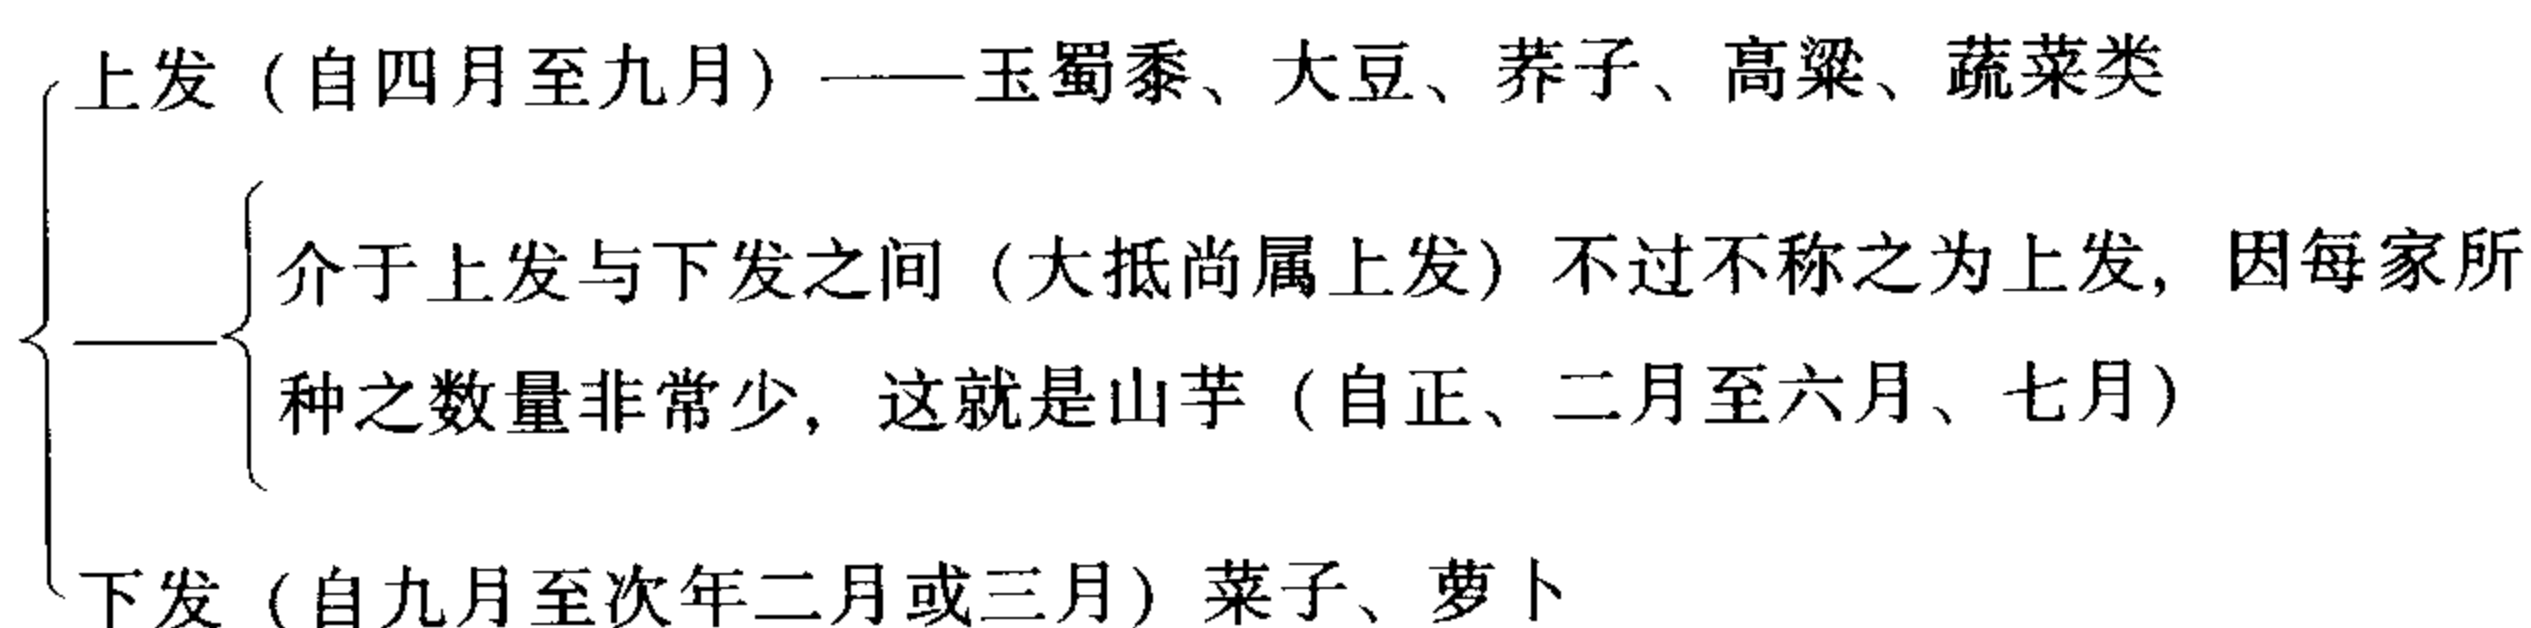 上发（自四月至九月）——玉蜀黍、大豆、荞子、高粱、蔬菜类
介于上发与下发之间（大抵尚属上发）不过不称之为上发，因每家所
种之数量非常少，这就是山芋（自正、二月至六月、七月）
下发（自九月至次年二月或三月）菜子、萝卜